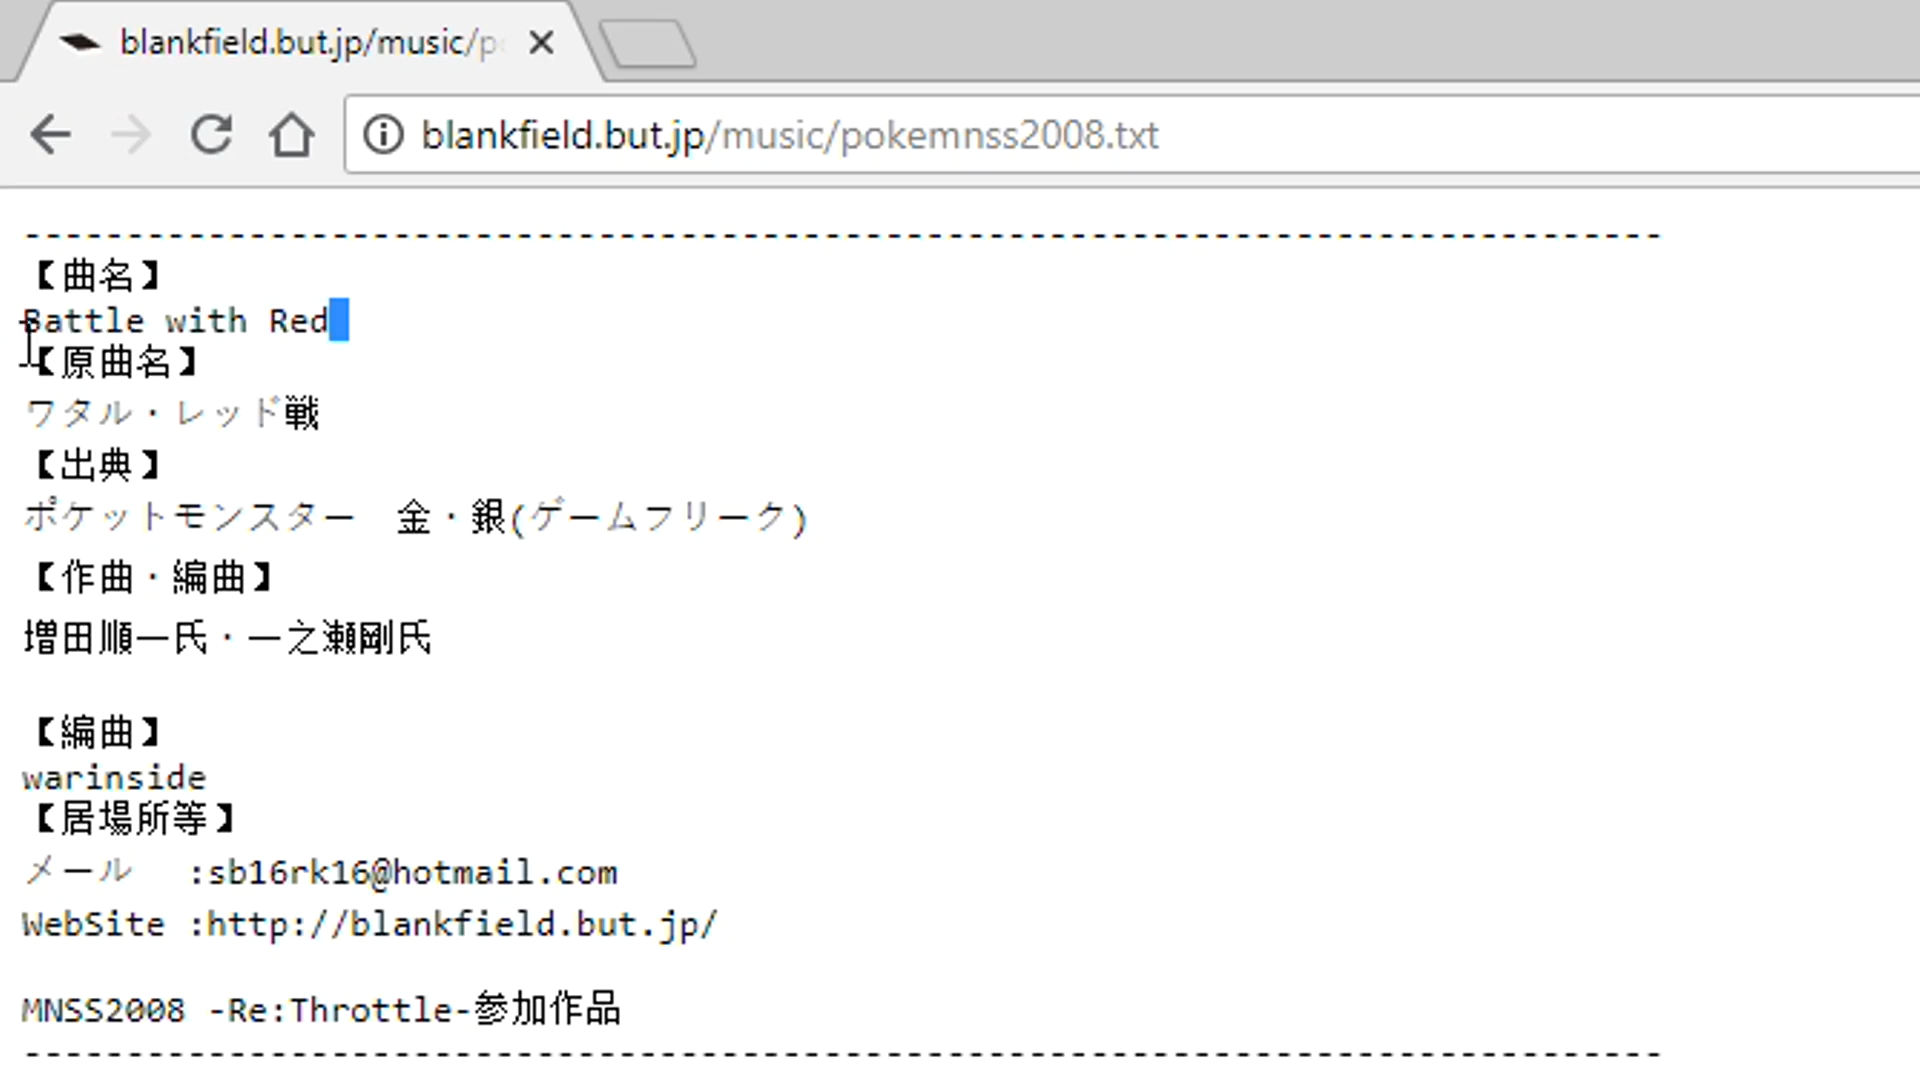 blankfield.but.jp/music/p
blankfield.but.jp/music/pokemnss2008.txt
--------------------------------------------------------------------------------
【曲名】
Battle with Red
【原曲名】
ワタル・レッド戦
【出典】
ポケットモンスター　金・銀(ゲームフリーク)
【作曲・編曲】
増田順一氏・一之瀬剛氏
【編曲】
warinside
【居場所等】
メール　 :sb16rk16@hotmail.com
WebSite :http://blankfield.but.jp/
MNSS2008 -Re:Throttle-参加作品
--------------------------------------------------------------------------------